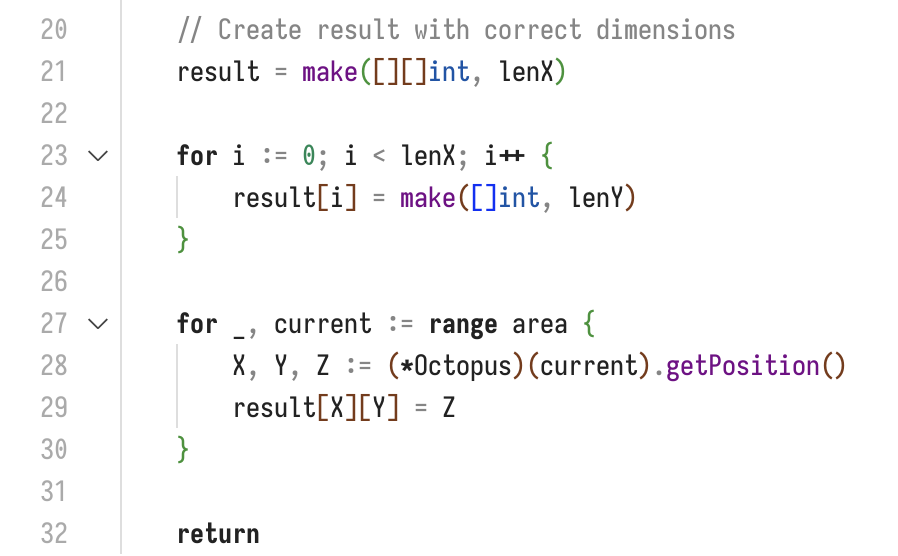 20 // Create result with correct dimensions
21 result = make([][]int, lenX)
22
23 for i := 0; i < lenX; i++ {
24 result[i] = make([]int, lenY)
25 }
26
27 for _, current := range area {
28 X, Y, Z := (*Octopus)(current).getPosition()
29 result[X][Y] = Z
30 }
31
32 return